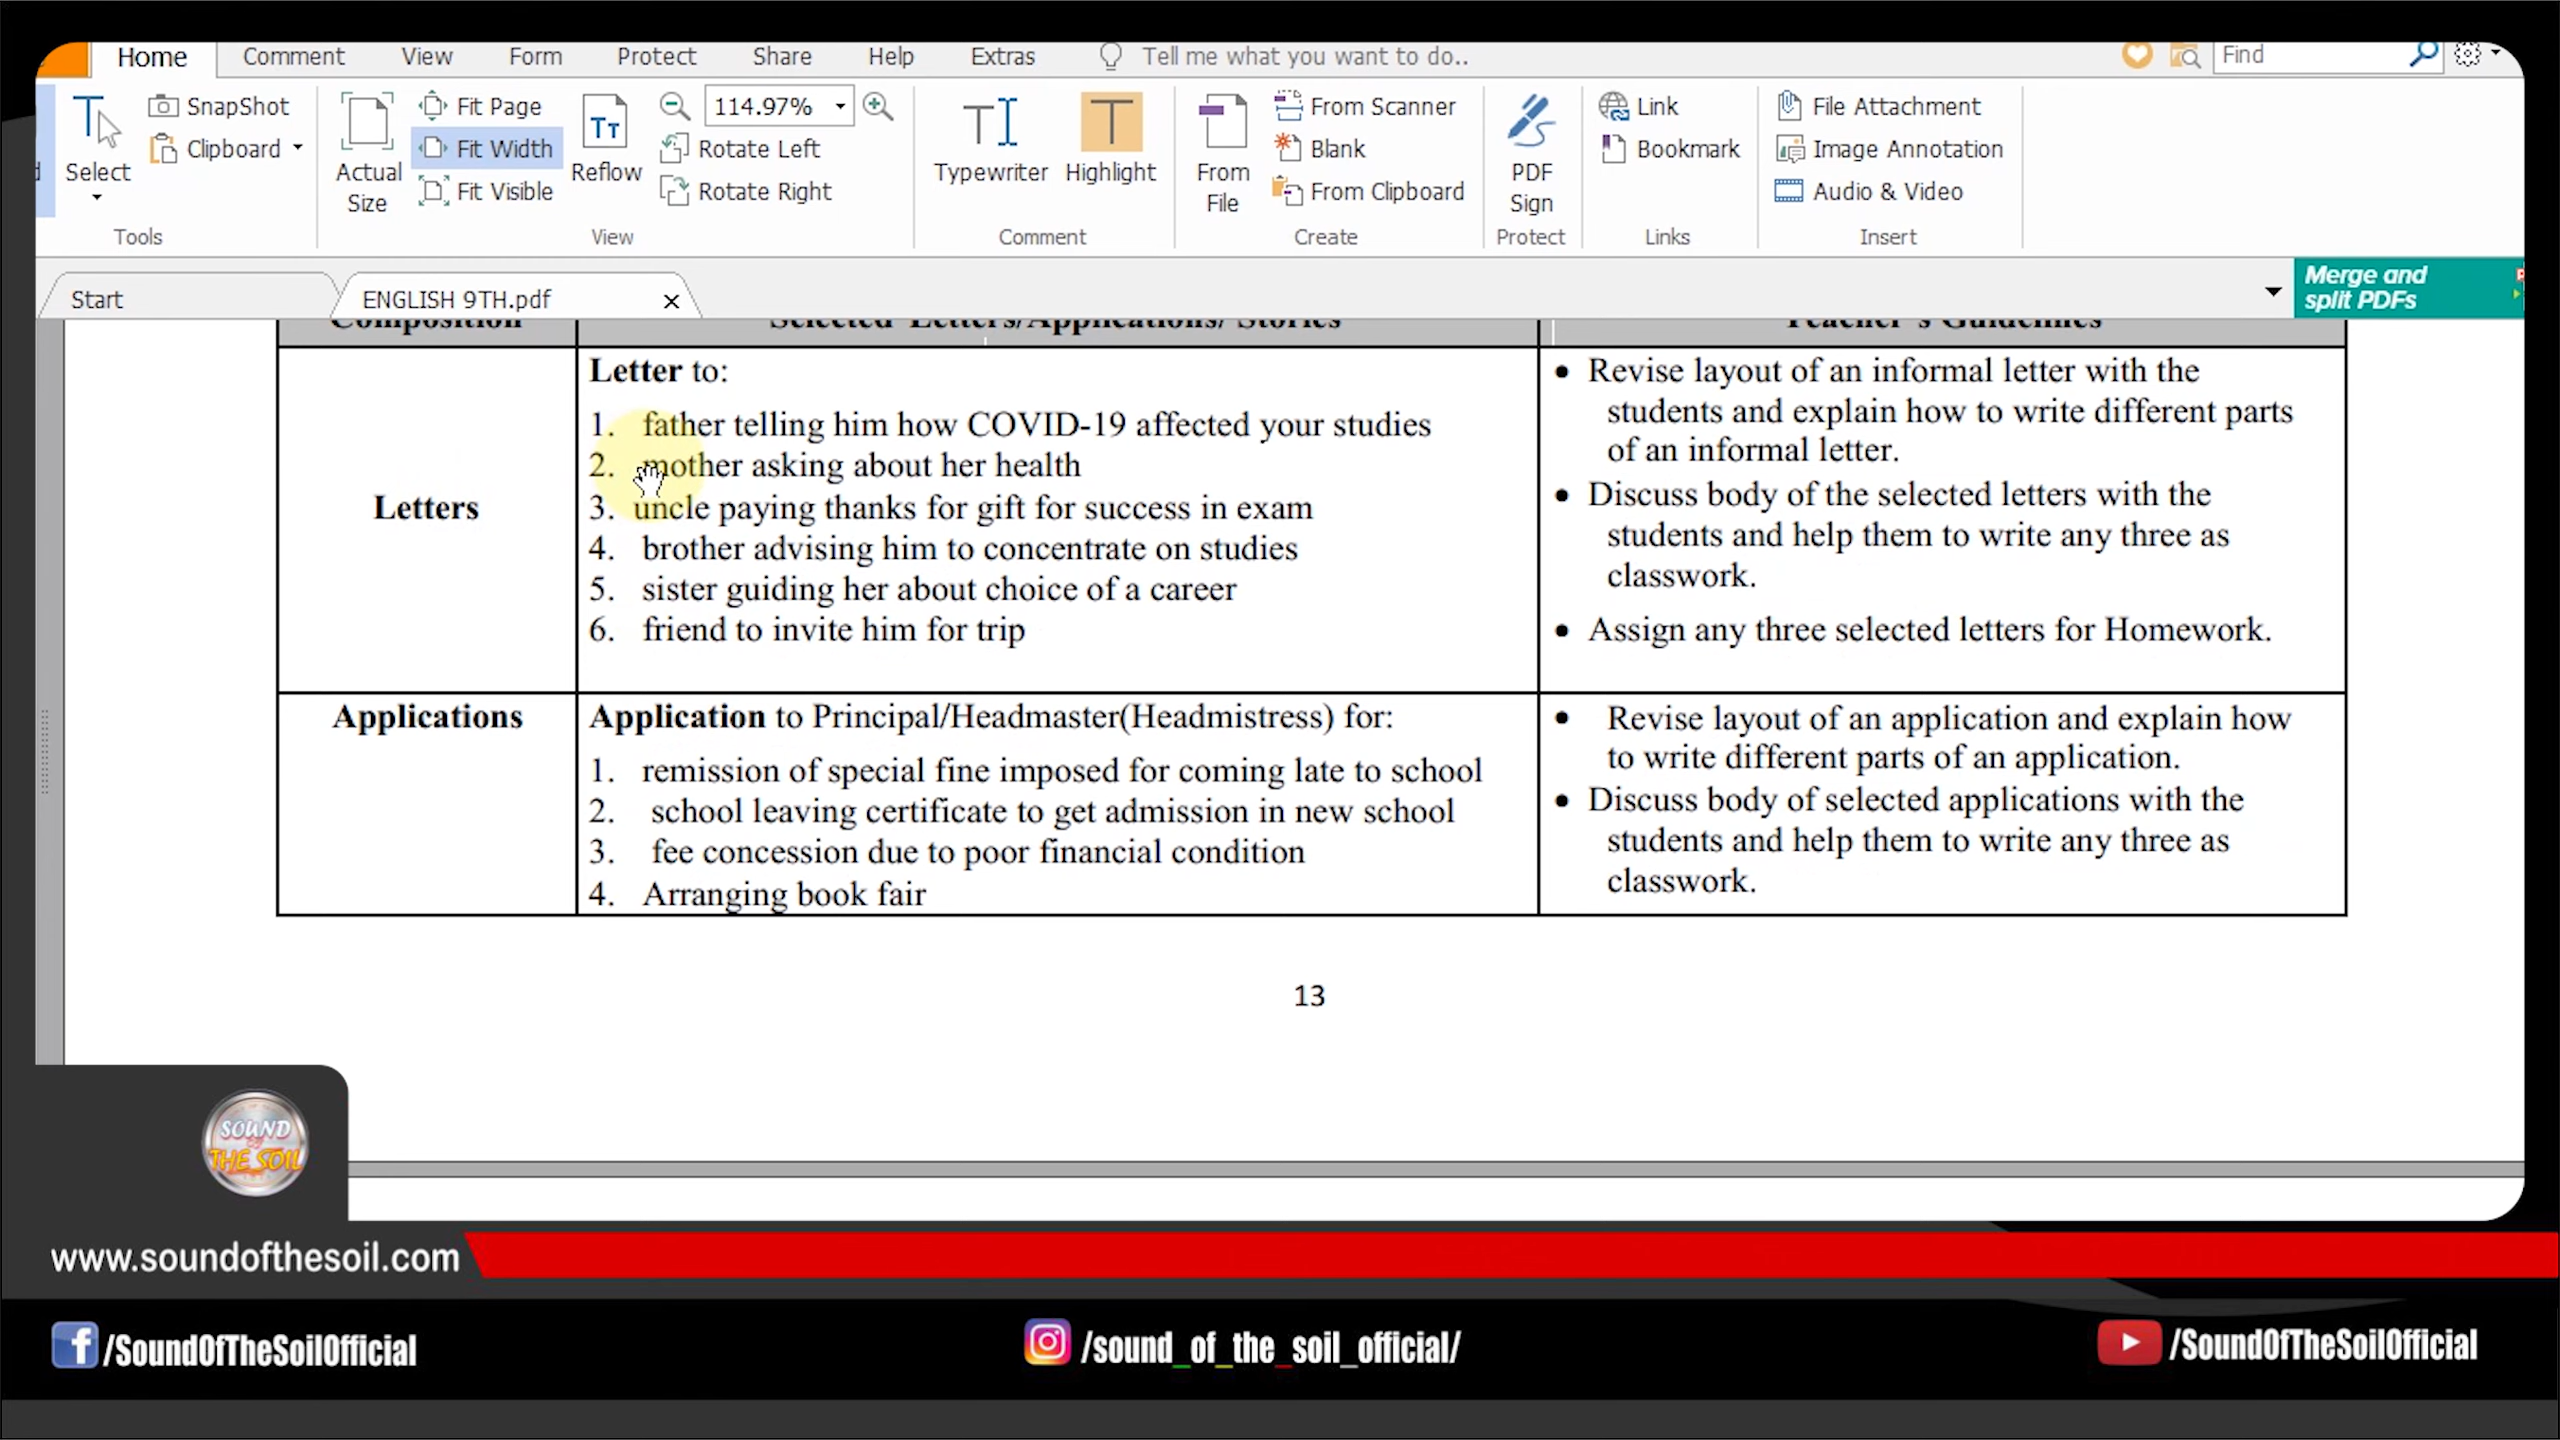 Home Comment View Form Protect Share Help Extras Tell me what you want to do.. Find
SnapShot Fit Page 114.97% From Scanner Link File Attachment
Clipboard Fit Width Rotate Left Blank Bookmark Image Annotation
Select Actual Size Fit Visible Reflow Rotate Right Typewriter Highlight From File From Clipboard PDF Sign Audio & Video
Tools View Comment Create Protect Links Insert
Start ENGLISH 9TH.pdf
Merge and
split PDFs
Composition Selected Letters/Applications/ Stories Teacher's Guidelines
Letters
Letter to:
1. father telling him how COVID-19 affected your studies
2. mother asking about her health
3. uncle paying thanks for gift for success in exam
4. brother advising him to concentrate on studies
5. sister guiding her about choice of a career
6. friend to invite him for trip
• Revise layout of an informal letter with the
students and explain how to write different parts
of an informal letter.
• Discuss body of the selected letters with the
students and help them to write any three as
classwork.
• Assign any three selected letters for Homework.
Applications
Application to Principal/Headmaster(Headmistress) for:
1. remission of special fine imposed for coming late to school
2. school leaving certificate to get admission in new school
3. fee concession due to poor financial condition
4. Arranging book fair
• Revise layout of an application and explain how
to write different parts of an application.
• Discuss body of selected applications with the
students and help them to write any three as
classwork.
13
SOUND
OF
THE SOIL
www.soundofthesoil.com
/SoundOfTheSoilOfficial
/sound_of_the_soil_official/
/SoundOfTheSoilOfficial